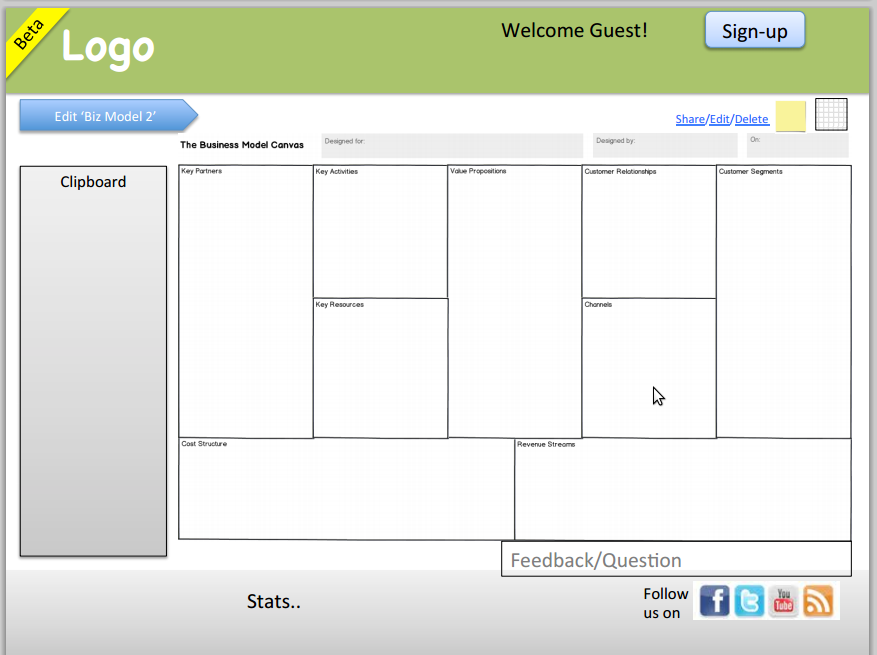 Beta
Logo
Welcome Guest!
Sign-up
Edit ‘Biz Model 2’
Share/Edit/Delete
The Business Model Canvas
Designed for:
Designed by:
On:
Clipboard
Key Partners
Key Activities
Value Propositions
Customer Relationships
Customer Segments
Key Resources
Channels
Cost Structure
Revenue Streams
Feedback/Question
Stats..
Follow
us on
f
t
You
Tube